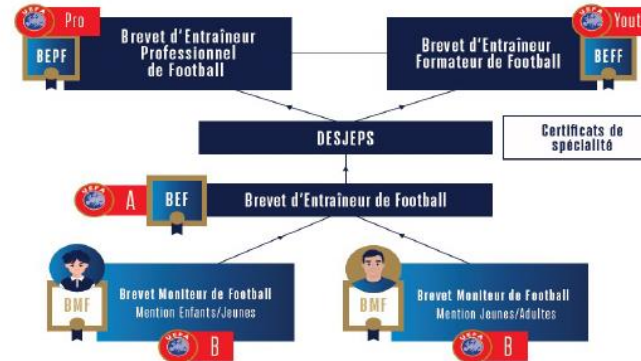 UEFA Pro
BEPF
Brevet d'Entraîneur
Professionnel
de Football
Brevet d'Entraîneur
Formateur de Football
UEFA Yout
BEFF
DESJEPS
Certificats de
spécialité
UEFA A
BEF
Brevet d'Entraîneur de Football
BMF
Brevet Moniteur de Football
Mention Enfants/Jeunes
UEFA B
BMF
Brevet Moniteur de Football
Mention Jeunes/Adultes
UEFA B